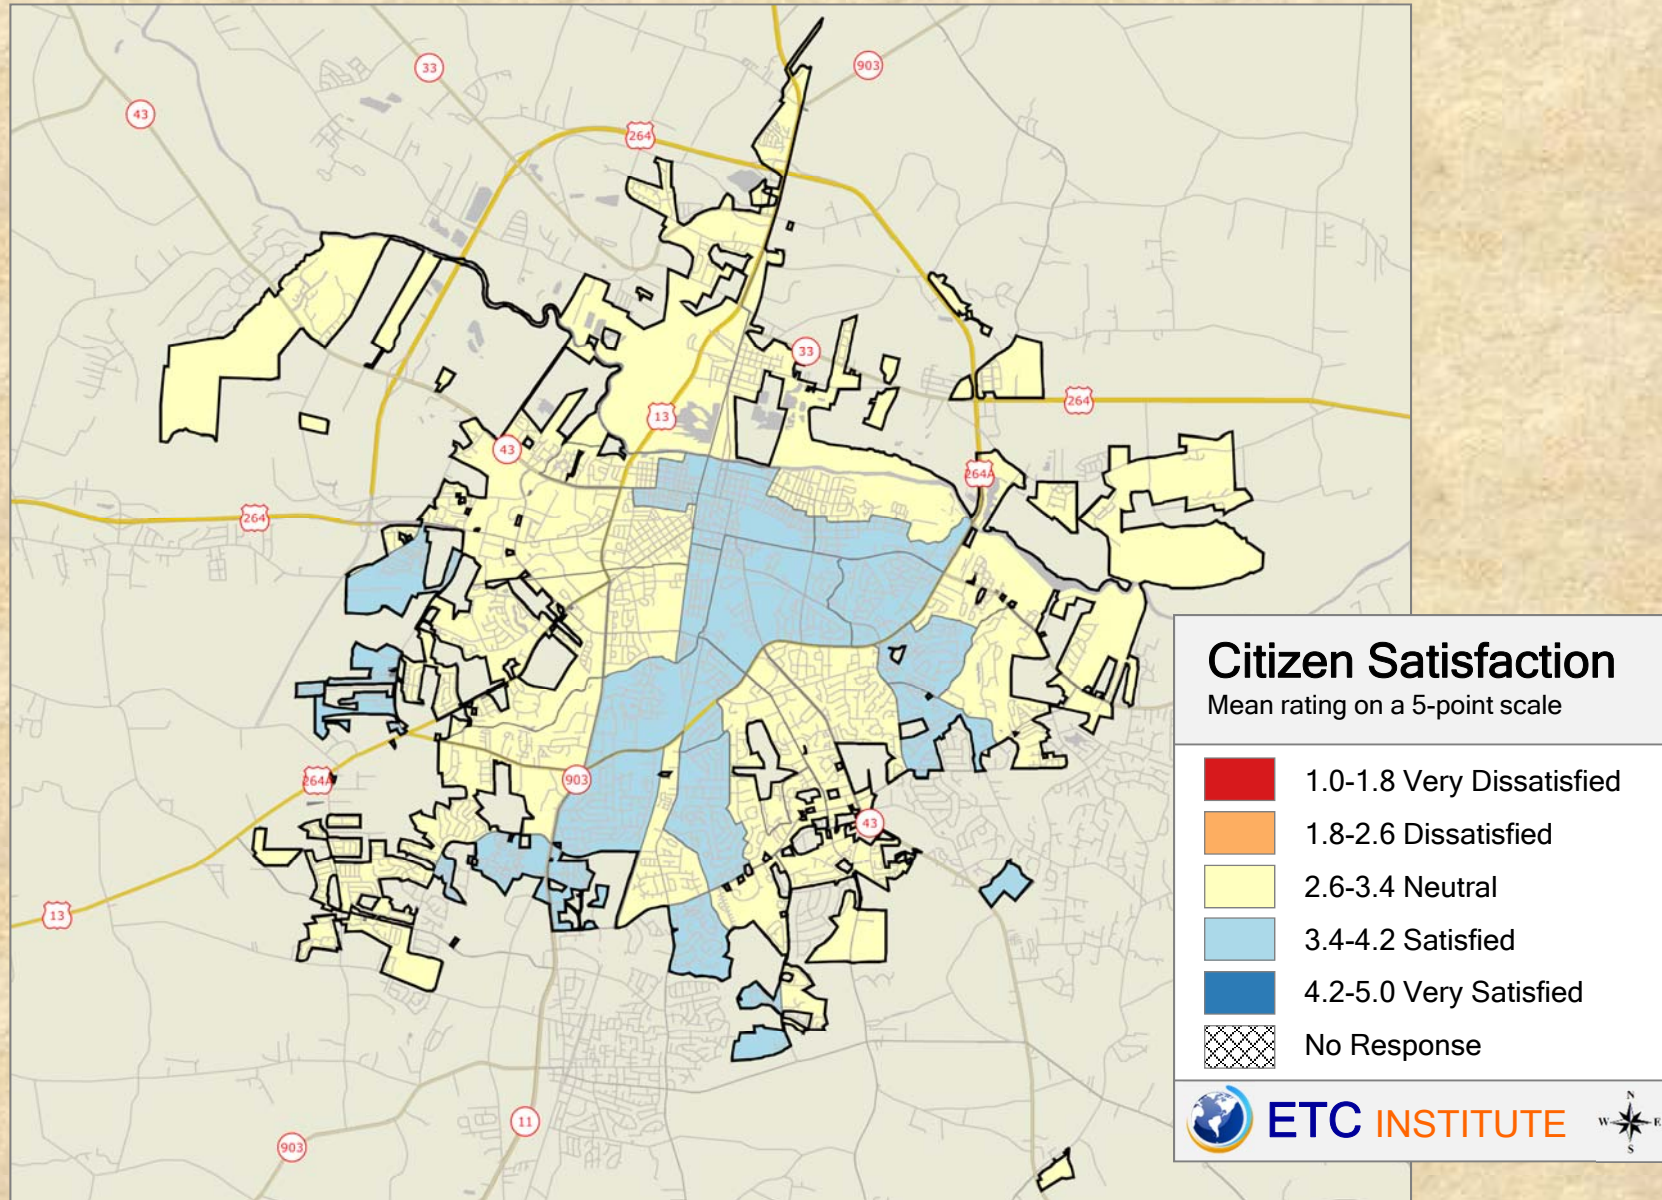 33
903
43
264
33
264
13
43
264A
264
903
264A
43
13
11
903
Citizen Satisfaction
Mean rating on a 5-point scale
1.0-1.8 Very Dissatisfied
1.8-2.6 Dissatisfied
2.6-3.4 Neutral
3.4-4.2 Satisfied
4.2-5.0 Very Satisfied
No Response
ETC INSTITUTE
N
W E
S